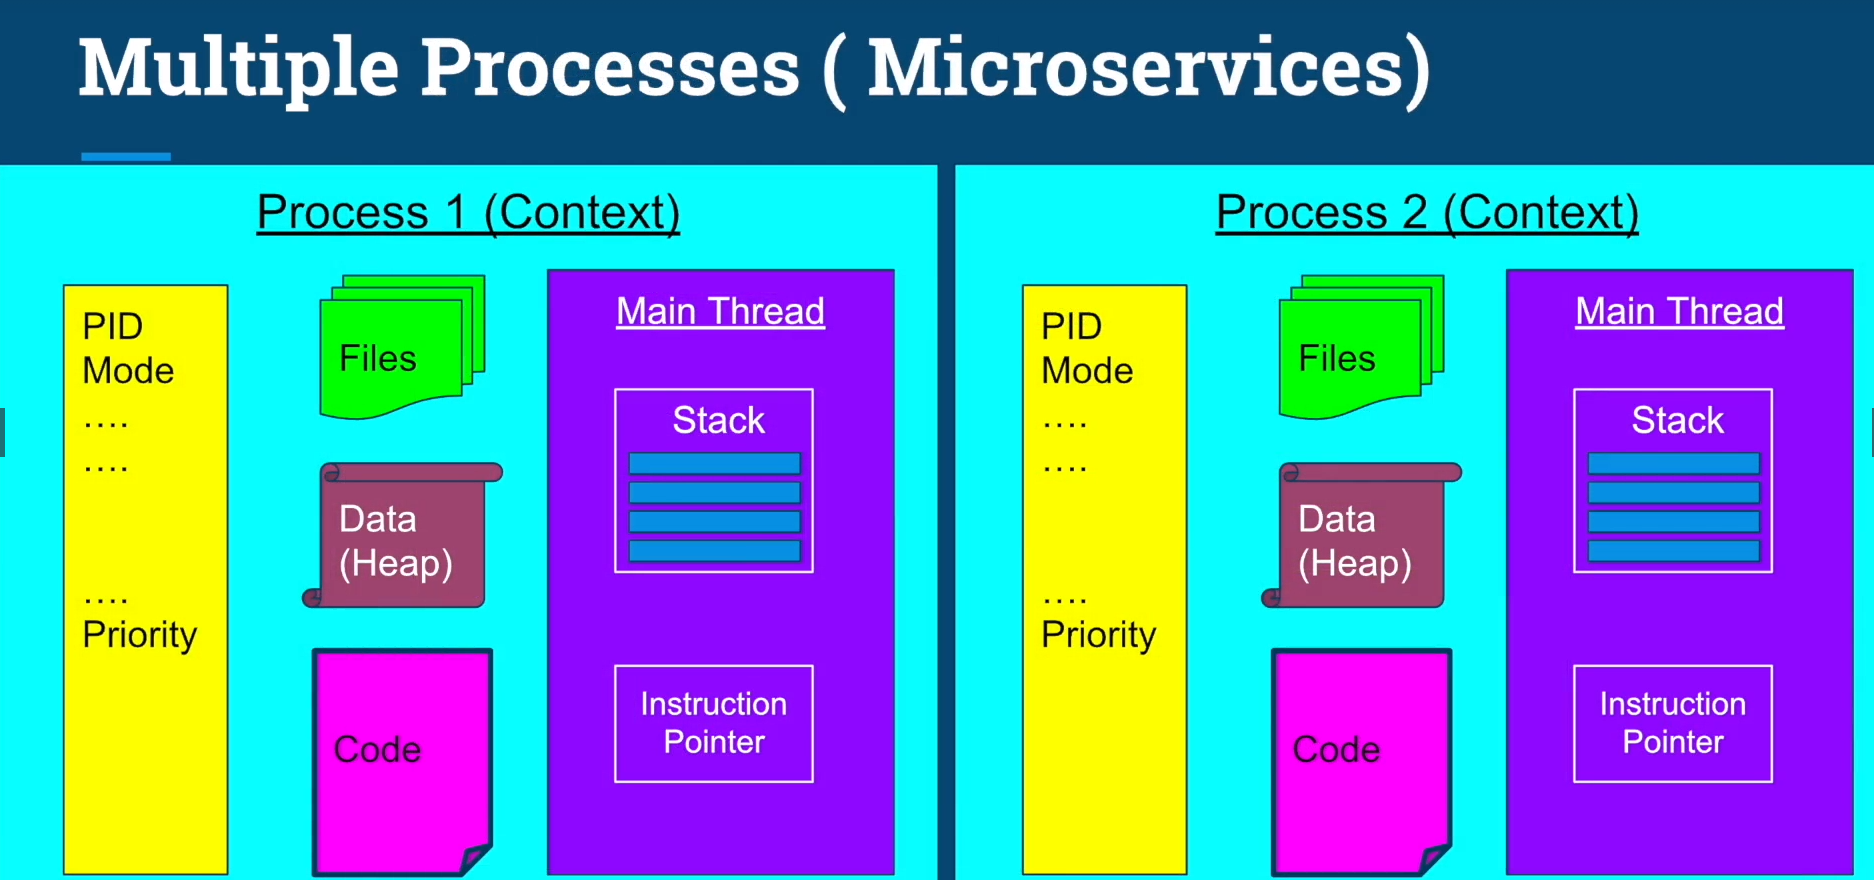 Multiple Processes ( Microservices)
Process 1 (Context)
PID
Mode
....
....
....
Priority
Files
Data
(Heap)
Code
Main Thread
Stack
Instruction
Pointer
Process 2 (Context)
PID
Mode
....
....
....
Priority
Files
Data
(Heap)
Code
Main Thread
Stack
Instruction
Pointer